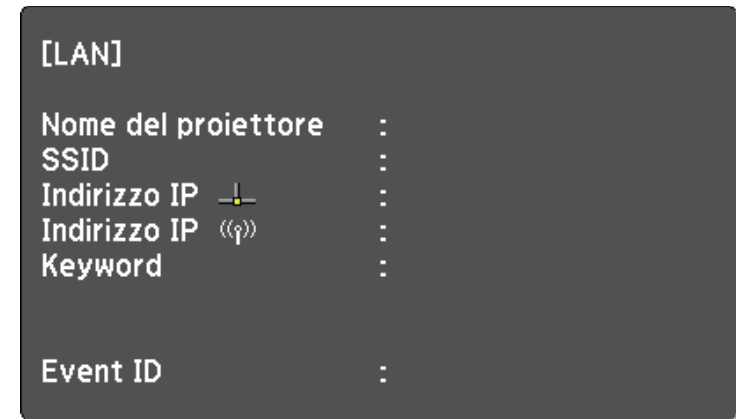 [LAN]
Nome del proiettore :
SSID :
Indirizzo IP :
Indirizzo IP :
Keyword :
Event ID :